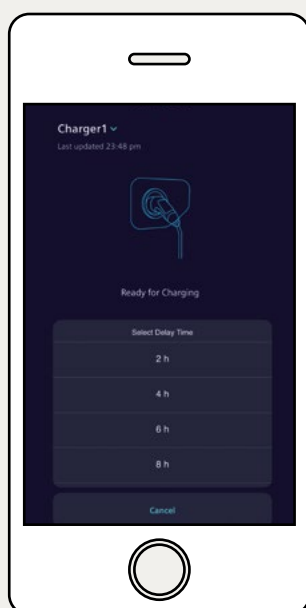 Charger1
Last updated 23:48 pm
Ready for Charging
Select Delay Time
2 h
4 h
6 h
8 h
Cancel